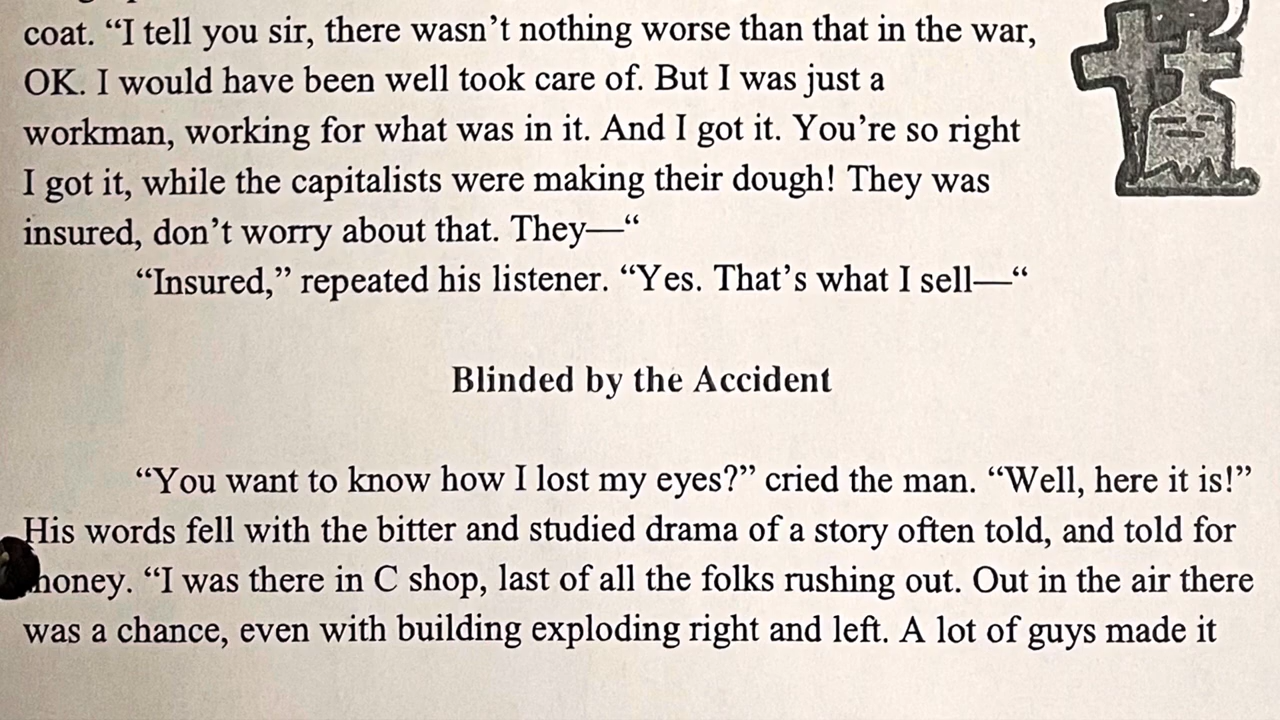 coat. “I tell you sir, there wasn’t nothing worse than that in the war,
OK. I would have been well took care of. But I was just a
workman, working for what was in it. And I got it. You’re so right
I got it, while the capitalists were making their dough! They was
insured, don’t worry about that. They—“
“Insured,” repeated his listener. “Yes. That’s what I sell—“
Blinded by the Accident
“You want to know how I lost my eyes?” cried the man. “Well, here it is!”
His words fell with the bitter and studied drama of a story often told, and told for
money. “I was there in C shop, last of all the folks rushing out. Out in the air there
was a chance, even with building exploding right and left. A lot of guys made it